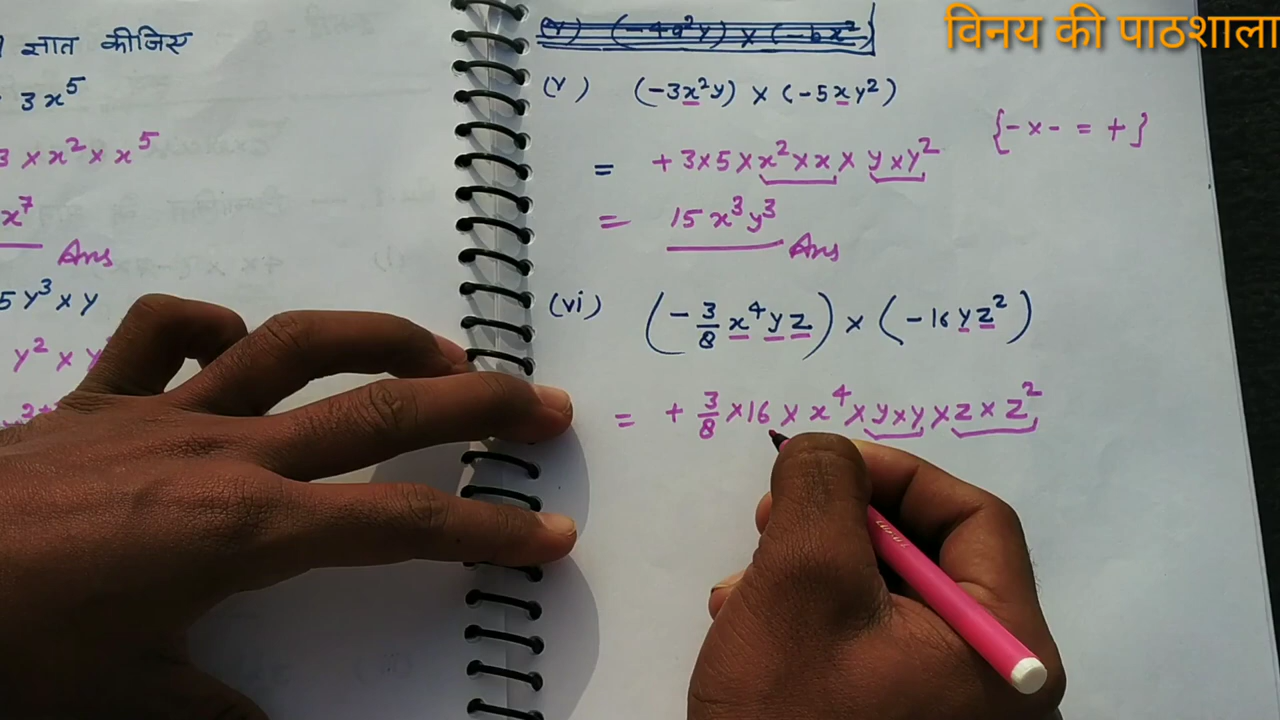 विनय की पाठशाला
ज्ञात कीजिए
3x⁵
3 × x² × x⁵
x⁷
Ans
5y³ × y
y² × y
(v) (-3x²y) × (-5xy²)
{- × - = +}
= +3×5×x²×x× y×y²
= 15x³y³
Ans
(vi) (-3/8 x⁴yz) × (-16yz²)
= + 3/8 ×16 × x⁴×y×y×z×z²